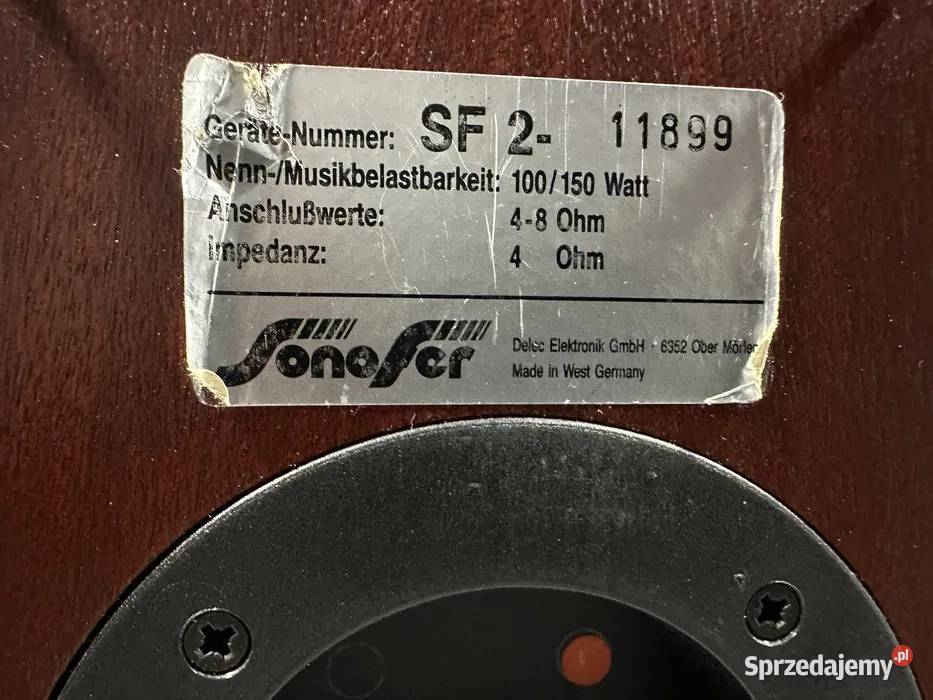 Geräte-Nummer: SF 2- 11899
Nenn-/Musikbelastbarkeit: 100/150 Watt
Anschlußwerte: 4-8 Ohm
Impedanz: 4 Ohm
Sonofer
Delec Elektronik GmbH · 6352 Ober Mörlen
Made in West Germany
Sprzedajemy.pl